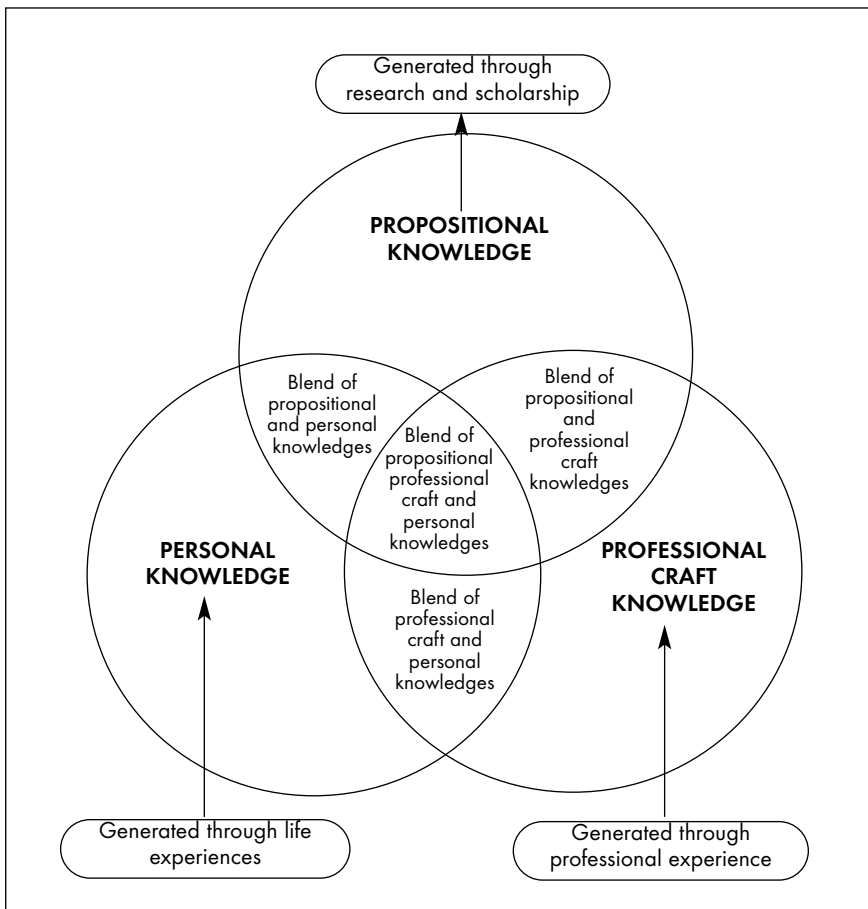 Generated through
research and scholarship
PROPOSITIONAL
KNOWLEDGE
Blend of
propositional
and personal
knowledges
Blend of
propositional
professional
craft and
personal
knowledges
Blend of
propositional
and
professional
craft
knowledges
PERSONAL
KNOWLEDGE
PROFESSIONAL
CRAFT
KNOWLEDGE
Blend of
professional
craft and
personal
knowledges
Generated through life
experiences
Generated through
professional experience